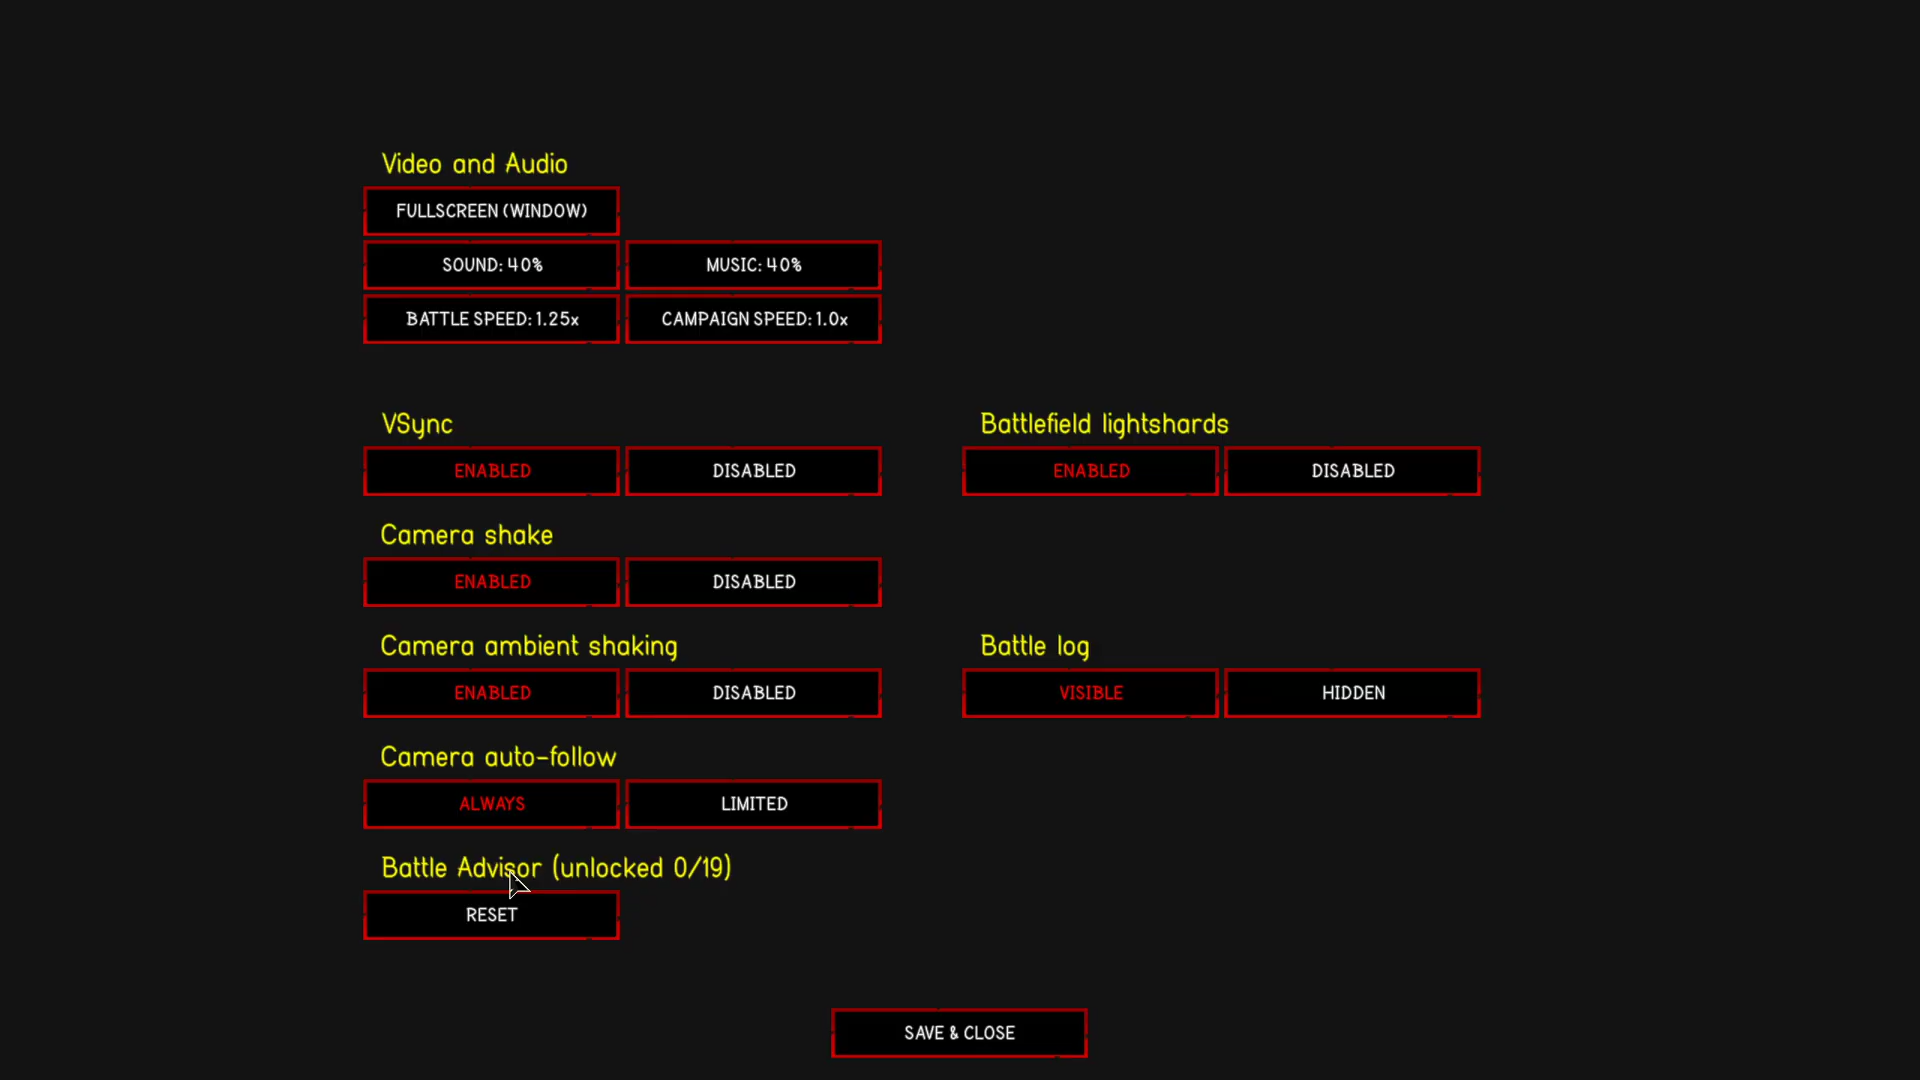 Video and Audio
FULLSCREEN (WINDOW)
SOUND: 40% MUSIC: 40%
BATTLE SPEED: 1.25x CAMPAIGN SPEED: 1.0x
VSync Battlefield lightshards
ENABLED DISABLED ENABLED DISABLED
Camera shake
ENABLED DISABLED
Camera ambient shaking Battle log
ENABLED DISABLED VISIBLE HIDDEN
Camera auto-follow
ALWAYS LIMITED
Battle Advisor (unlocked 0/19)
RESET
SAVE & CLOSE